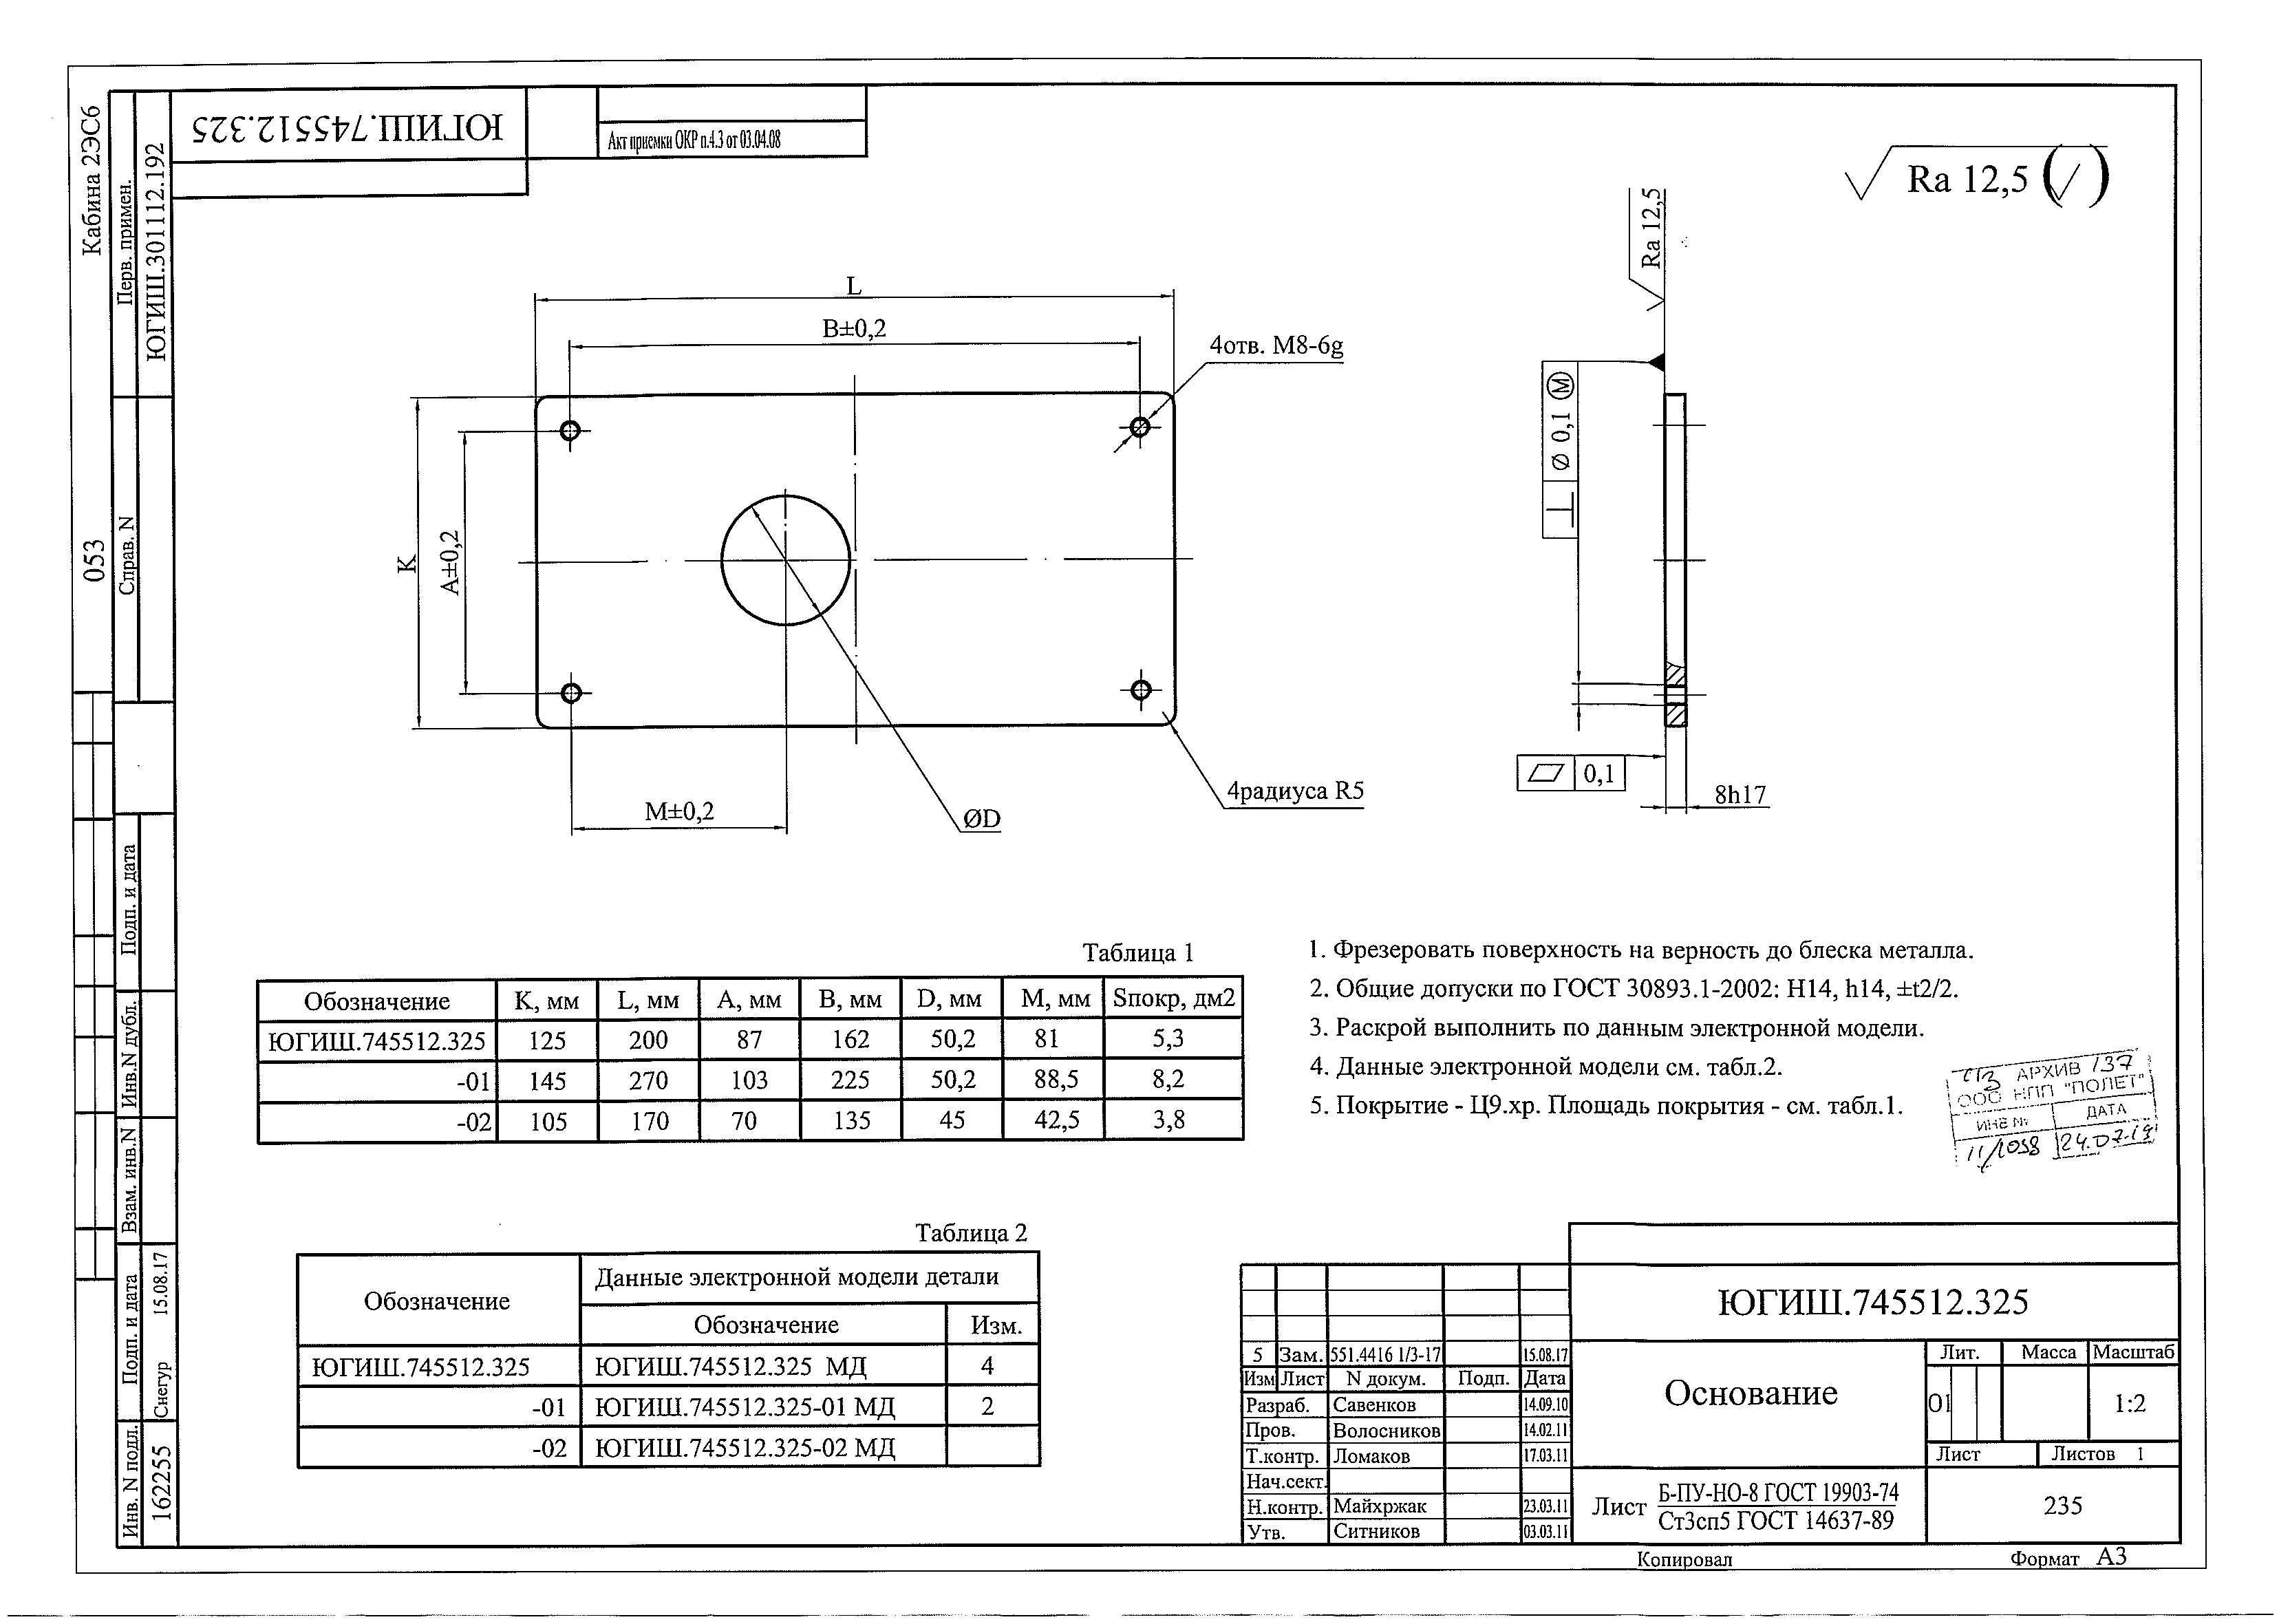 ЮГИШ.745512.325
Акт приемки ОКР п.4.3 от 03.04.08
Кабина 2ЭС6
Перв. примен.
ЮГИШ.301112.192
053
Справ. N
Подп. и дата
Инв.N дубл.
Взам. инв.N
Подп. и дата
Снегур 15.08.17
Инв. N подл.
162255
Ra 12,5 (√)
Ra 12,5
L
B±0,2
4отв. M8-6g
K
A±0,2
M±0,2
ØD
4радиуса R5
⊥ Ø 0,1 Ⓜ
▱ 0,1
8h17
Таблица 1
Обозначение K, мм L, мм A, мм B, мм D, мм M, мм Sпокр, дм2
ЮГИШ.745512.325 125 200 87 162 50,2 81 5,3
-01 145 270 103 225 50,2 88,5 8,2
-02 105 170 70 135 45 42,5 3,8
1. Фрезеровать поверхность на верность до блеска металла.
2. Общие допуски по ГОСТ 30893.1-2002: H14, h14, ±t2/2.
3. Раскрой выполнить по данным электронной модели.
4. Данные электронной модели см. табл.2.
5. Покрытие - Ц9.хр. Площадь покрытия - см. табл.1.
АРХИВ 137
ООО НПП "ПОЛЕТ"
ИНВ № ДАТА
11/1038 24.07.19
Таблица 2
Обозначение Данные электронной модели детали
Обозначение Изм.
ЮГИШ.745512.325 ЮГИШ.745512.325 МД 4
-01 ЮГИШ.745512.325-01 МД 2
-02 ЮГИШ.745512.325-02 МД
ЮГИШ.745512.325
5 Зам. 551.4416 1/3-17 15.08.17
Изм Лист N докум. Подп. Дата
Разраб. Савенков 14.09.10
Пров. Волосников 14.02.11
Т.контр. Ломаков 17.03.11
Нач.сект.
Н.контр. Майхржак 23.03.11
Утв. Ситников 03.03.11
Основание
Лит. Масса Масштаб
О1 1:2
Лист Листов 1
Лист Б-ПУ-НО-8 ГОСТ 19903-74
Ст3сп5 ГОСТ 14637-89
235
Копировал Формат А3